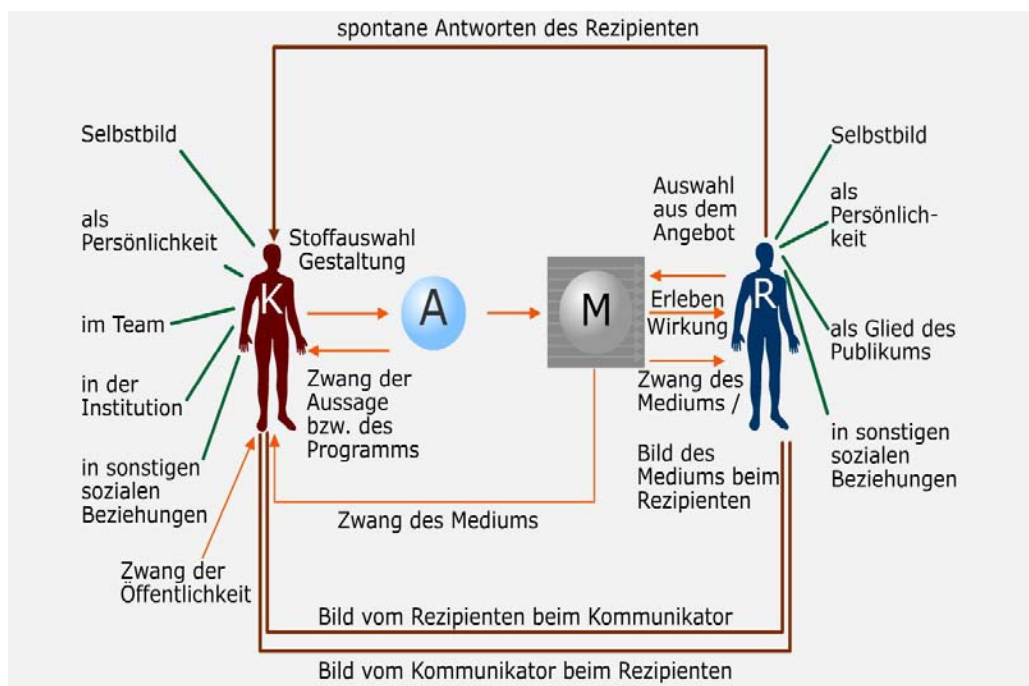 spontane Antworten des Rezipienten
Selbstbild
als
Persönlichkeit
im Team
in der
Institution
in sonstigen
sozialen
Beziehungen
Zwang der
Öffentlichkeit
K
Stoffauswahl
Gestaltung
A
Zwang der
Aussage
bzw. des
Programms
M
Zwang des Mediums
Auswahl
aus dem
Angebot
Erleben
Wirkung
Zwang des
Mediums /
Bild des
Mediums beim
Rezipienten
R
Selbstbild
als
Persönlich-
keit
als Glied des
Publikums
in sonstigen
sozialen
Beziehungen
Bild vom Rezipienten beim Kommunikator
Bild vom Kommunikator beim Rezipienten